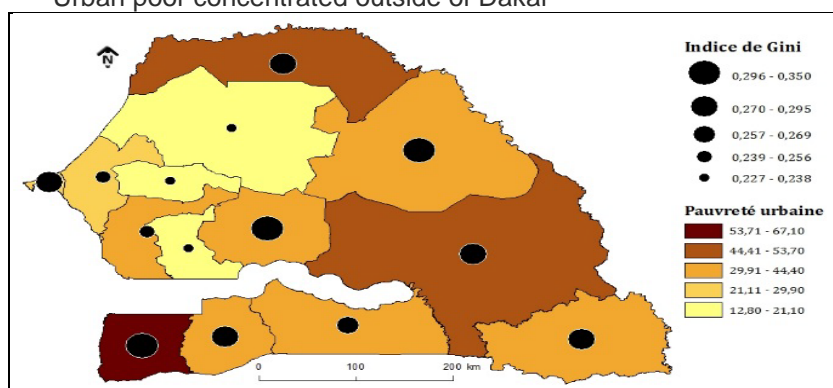 Urban poor concentrated outside of Dakar
N
Indice de Gini
0,296 - 0,350
0,270 - 0,295
0,257 - 0,269
0,239 - 0,256
0,227 - 0,238
Pauvreté urbaine
53,71 - 67,10
44,41 - 53,70
29,91 - 44,40
21,11 - 29,90
12,80 - 21,10
0 100 200 km